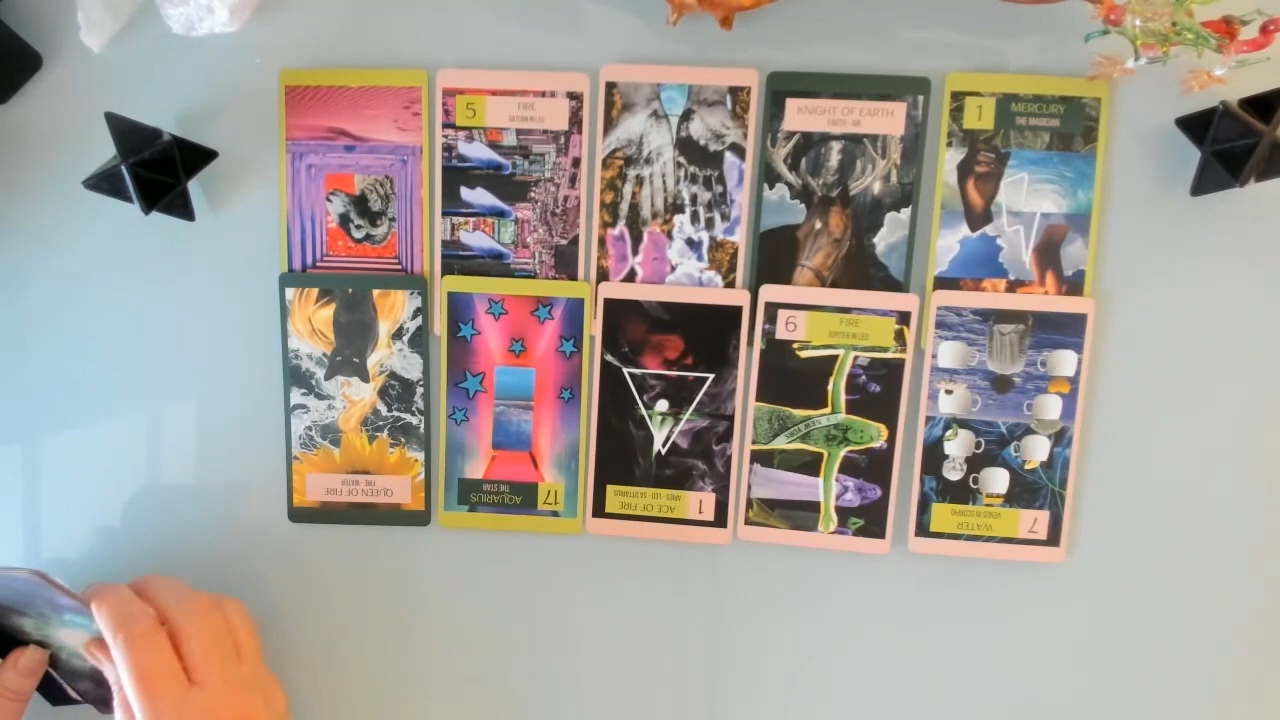 5
FIRE
SATURN IN LEO
KNIGHT OF EARTH
EARTH - AIR
1
MERCURY
THE MAGICIAN
QUEEN OF FIRE
FIRE - WATER
17
AQUARIUS
THE STAR
1
ACE OF FIRE
ARIES - LEO - SAGITTARIUS
6
FIRE
JUPITER IN LEO
NEW YORK
7
WATER
VENUS IN SCORPIO